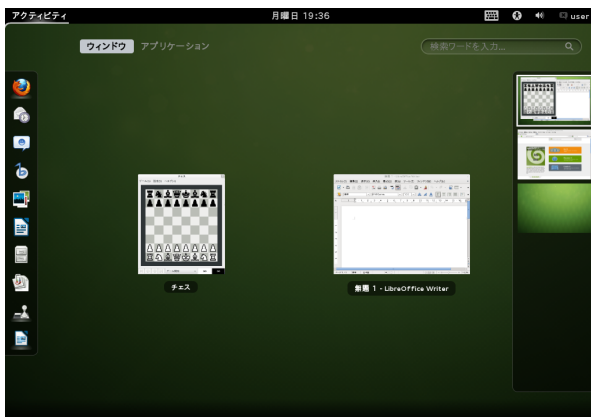 アクティビティ
月曜日 19:36
user
ウィンドウ
アプリケーション
検索ワードを入力...
チェス
無題 1 - LibreOffice Writer